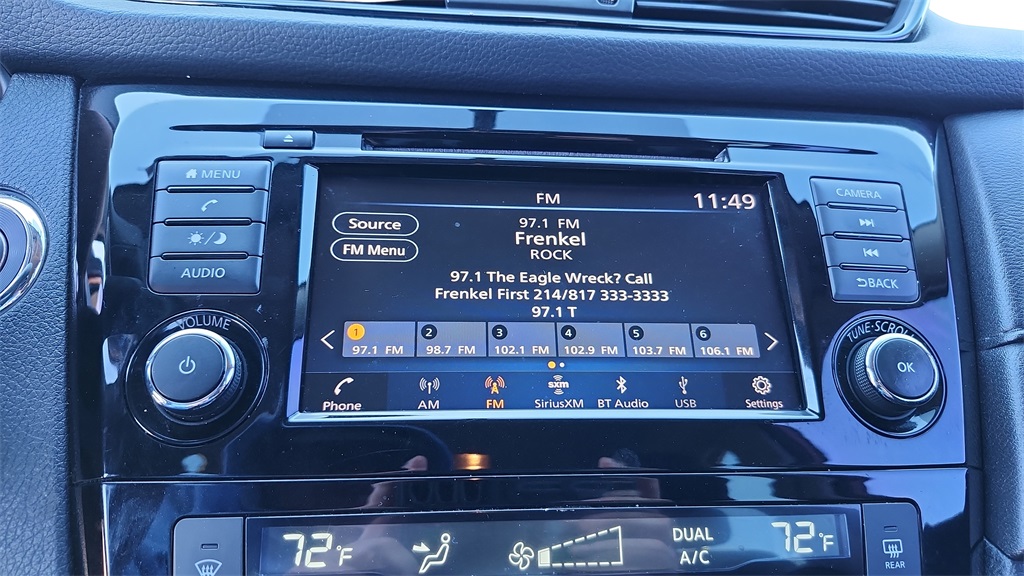 MENU
AUDIO
VOLUME
FM
11:49
Source
97.1 FM
FM Menu
Frenkel
ROCK
97.1 The Eagle Wreck? Call
Frenkel First 214/817 333-3333
97.1 T
1 2 3 4 5 6
97.1 FM 98.7 FM 102.1 FM 102.9 FM 103.7 FM 106.1 FM
sxm
Phone AM FM SiriusXM BT Audio USB Settings
CAMERA
BACK
TUNE·SCROLL
OK
72°F
DUAL
A/C
72°F
REAR